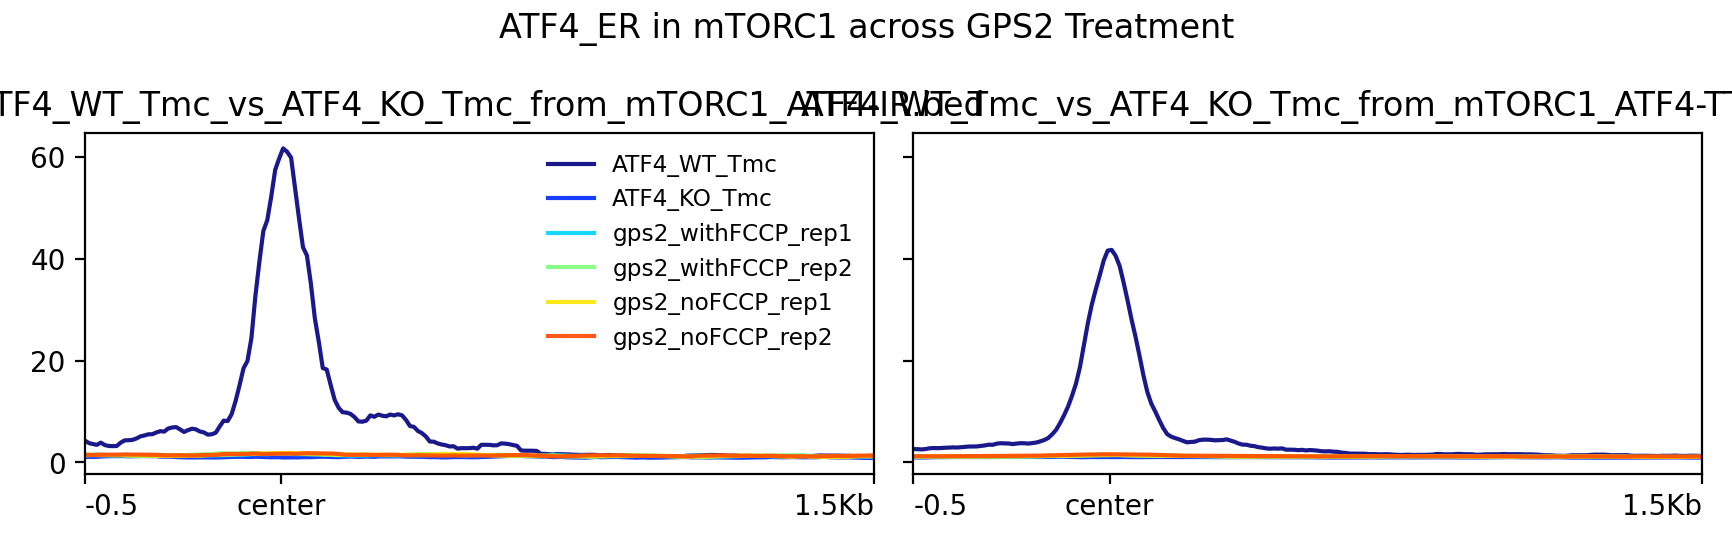 ATF4_ER in mTORC1 across GPS2 Treatment
TF4_WT_Tmc_vs_ATF4_KO_Tmc_from_mTORC1_ATF4-IR.bed
ATF4_WT_Tmc_vs_ATF4_KO_Tmc_from_mTORC1_ATF4-T
60
40
20
0
ATF4_WT_Tmc
ATF4_KO_Tmc
gps2_withFCCP_rep1
gps2_withFCCP_rep2
gps2_noFCCP_rep1
gps2_noFCCP_rep2
-0.5 center 1.5Kb
-0.5 center 1.5Kb